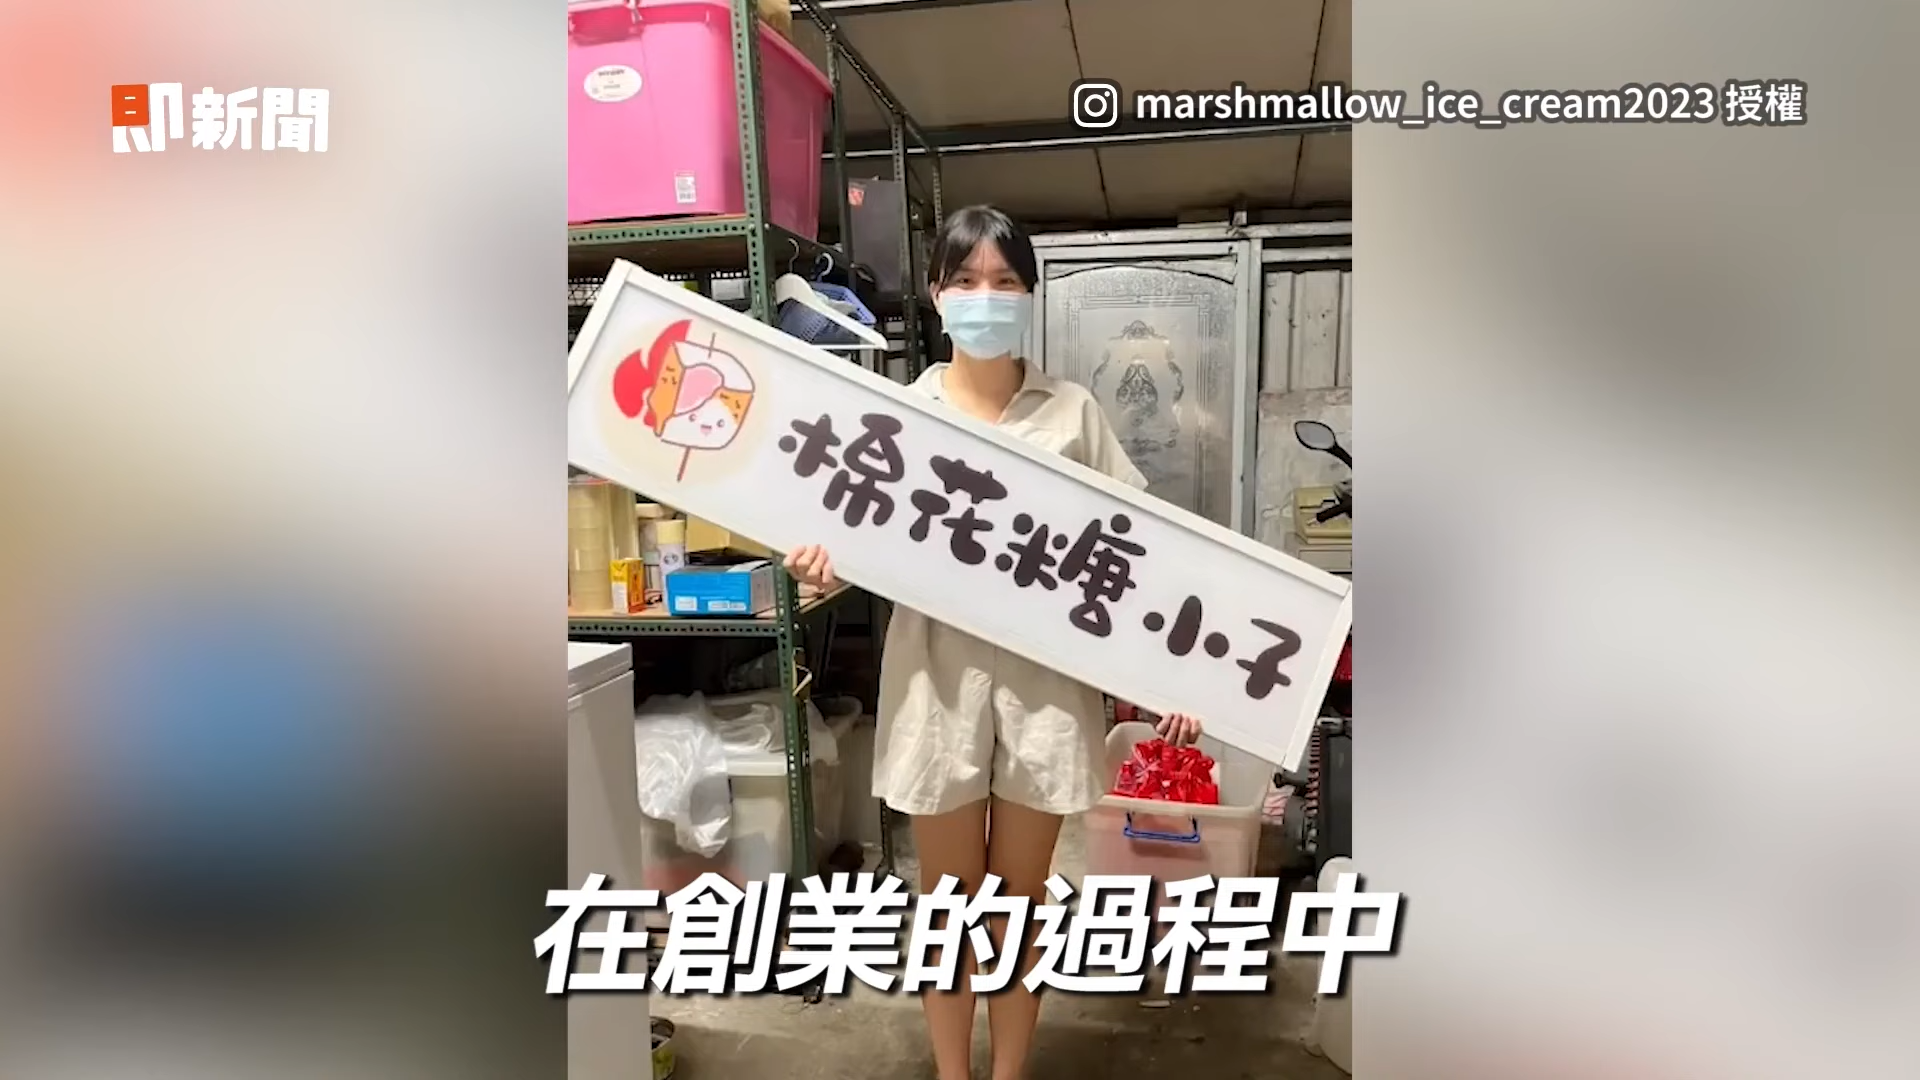 即新聞
marshmallow_ice_cream2023 授權
棉花糖小子
在創業的過程中